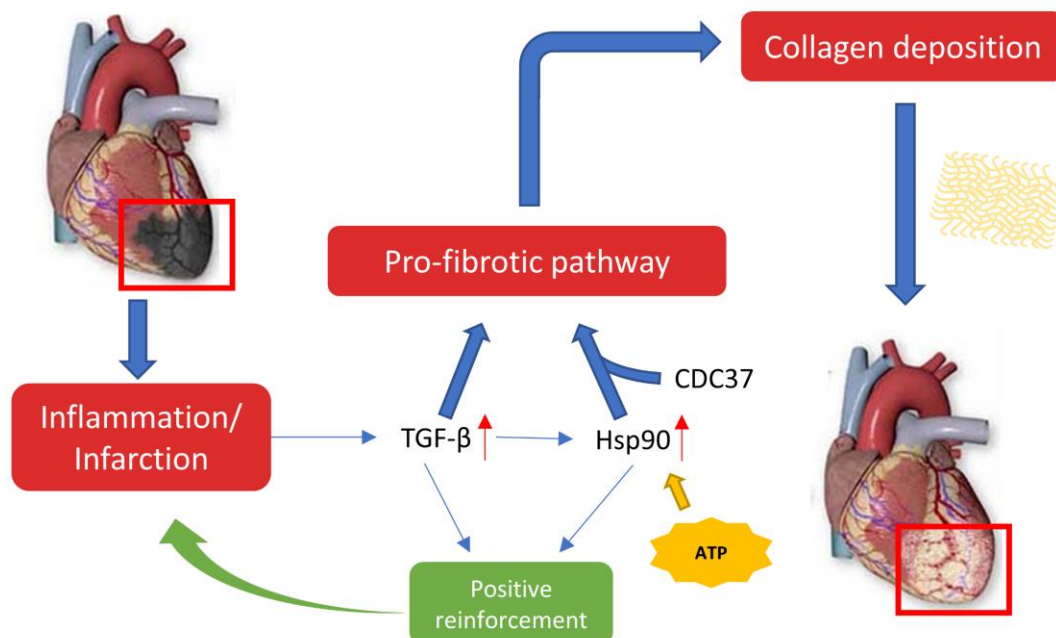 Collagen deposition
Pro-fibrotic pathway
CDC37
Inflammation/
Infarction
TGF-β
Hsp90
ATP
Positive
reinforcement